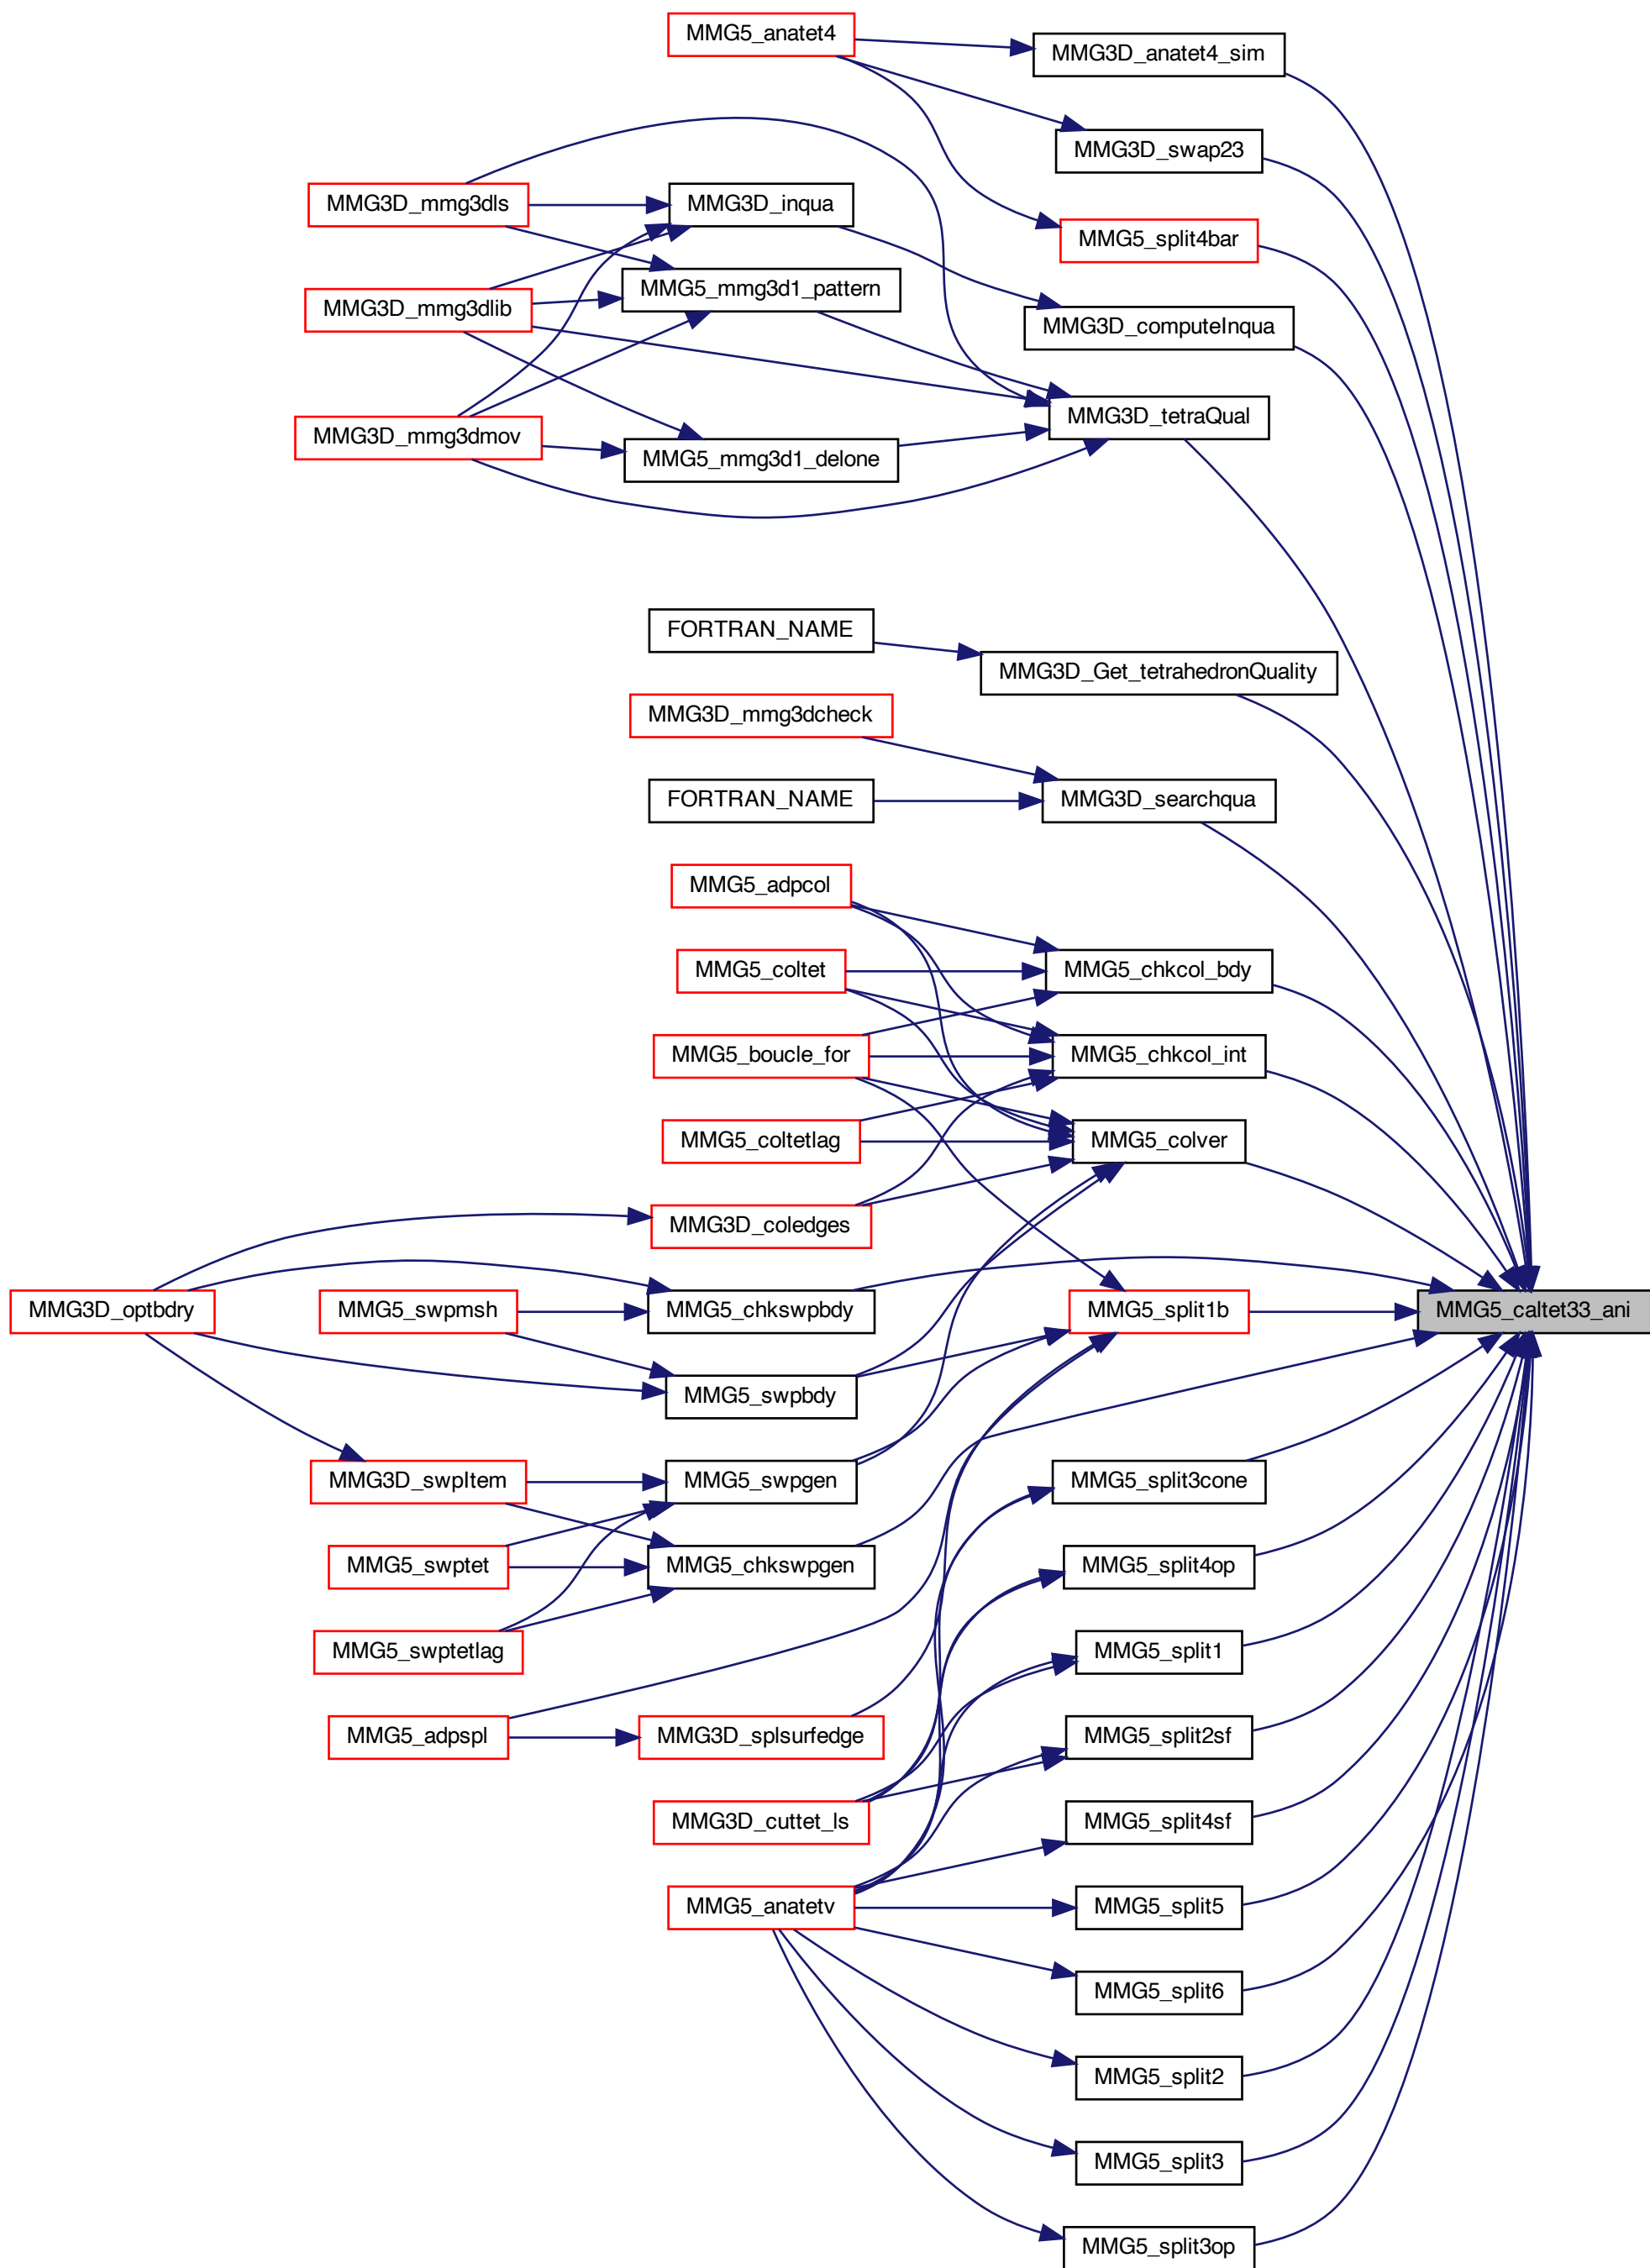 MMG5_anatet4
MMG3D_anatet4_sim
MMG3D_swap23
MMG3D_mmg3dls
MMG3D_inqua
MMG5_split4bar
MMG3D_mmg3dlib
MMG5_mmg3d1_pattern
MMG3D_computeInqua
MMG3D_mmg3dmov
MMG5_mmg3d1_delone
MMG3D_tetraQual
FORTRAN_NAME
MMG3D_Get_tetrahedronQuality
MMG3D_mmg3dcheck
FORTRAN_NAME
MMG3D_searchqua
MMG5_adpcol
MMG5_coltet
MMG5_chkcol_bdy
MMG5_boucle_for
MMG5_chkcol_int
MMG5_coltetlag
MMG5_colver
MMG3D_coledges
MMG3D_optbdry
MMG5_swpmsh
MMG5_chkswpbdy
MMG5_split1b
MMG5_caltet33_ani
MMG5_swpbdy
MMG3D_swpItem
MMG5_swpgen
MMG5_split3cone
MMG5_swptet
MMG5_chkswpgen
MMG5_split4op
MMG5_swptetlag
MMG5_split1
MMG5_adpspl
MMG3D_splsurfedge
MMG5_split2sf
MMG3D_cuttet_ls
MMG5_split4sf
MMG5_anatetv
MMG5_split5
MMG5_split6
MMG5_split2
MMG5_split3
MMG5_split3op